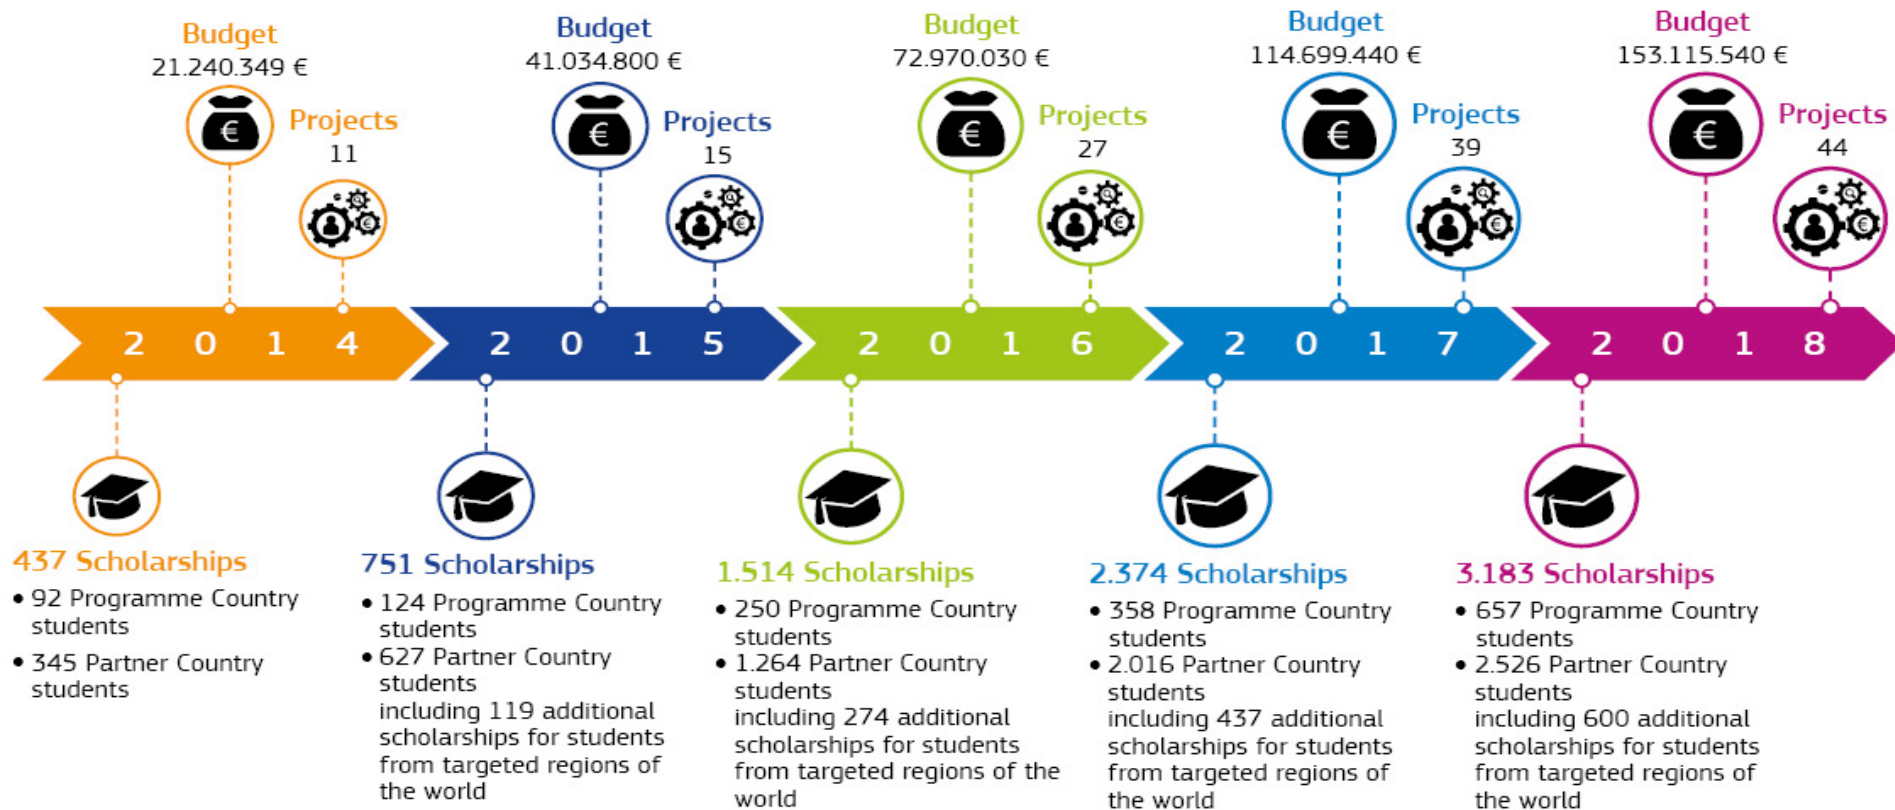 Budget
21.240.349 €
Projects
11
Budget
41.034.800 €
Projects
15
Budget
72.970.030 €
Projects
27
Budget
114.699.440 €
Projects
39
Budget
153.115.540 €
Projects
44
€
€
€
€
€
€
€
€
€
€
2 0 1 4
2 0 1 5
2 0 1 6
2 0 1 7
2 0 1 8
437 Scholarships
• 92 Programme Country
students
• 345 Partner Country
students
751 Scholarships
• 124 Programme Country
students
• 627 Partner Country
students
including 119 additional
scholarships for students
from targeted regions of
the world
1.514 Scholarships
• 250 Programme Country
students
• 1.264 Partner Country
students
including 274 additional
scholarships for students
from targeted regions of the
world
2.374 Scholarships
• 358 Programme Country
students
• 2.016 Partner Country
students
including 437 additional
scholarships for students
from targeted regions of
the world
3.183 Scholarships
• 657 Programme Country
students
• 2.526 Partner Country
students
including 600 additional
scholarships for students
from targeted regions of
the world